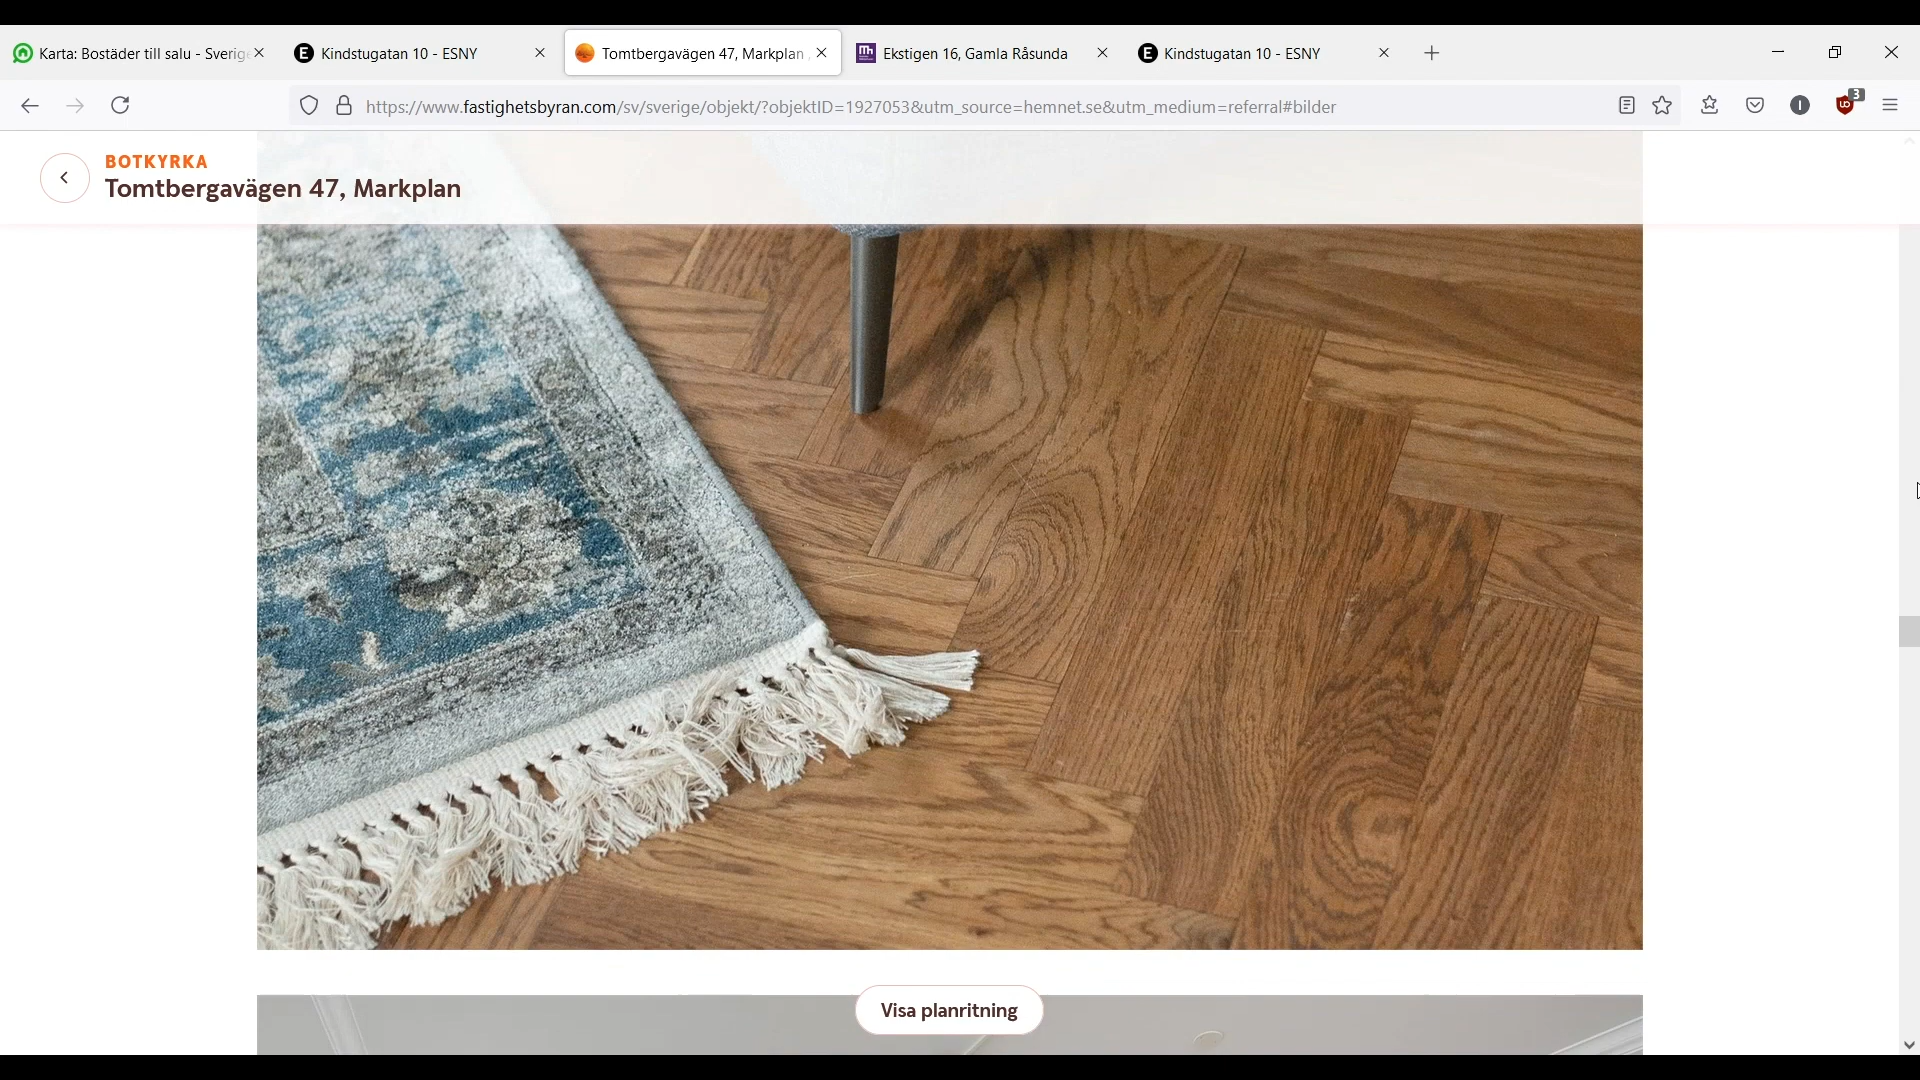 Karta: Bostäder till salu - Sverige
Kindstugatan 10 - ESNY
Tomtbergavägen 47, Markplan
Ekstigen 16, Gamla Råsunda
Kindstugatan 10 - ESNY
https://www.fastighetsbyran.com/sv/sverige/objekt/?objektID=1927053&utm_source=hemnet.se&utm_medium=referral#bilder
3
BOTKYRKA
Tomtbergavägen 47, Markplan
Visa planritning